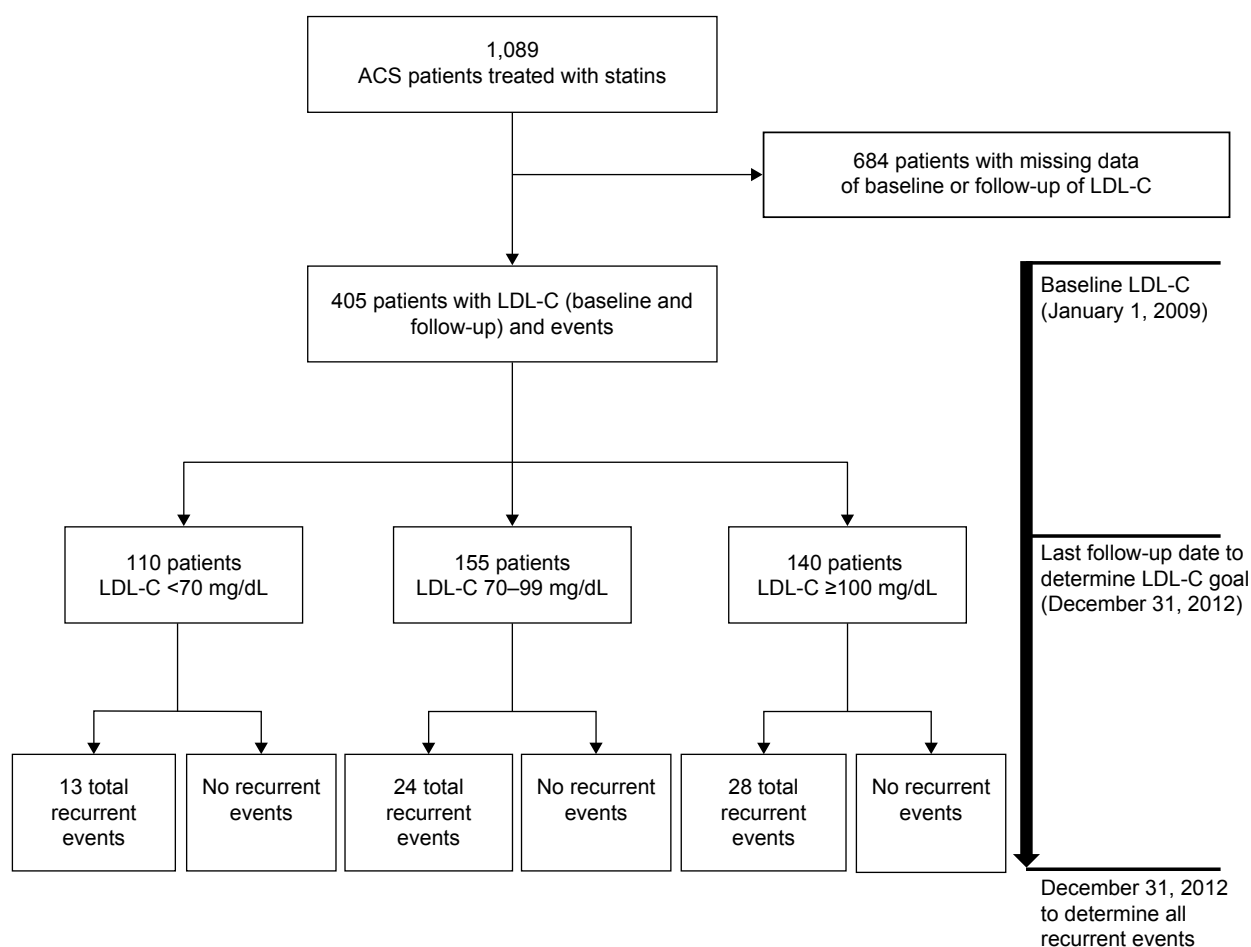 1,089
ACS patients treated with statins
684 patients with missing data
of baseline or follow-up of LDL-C
405 patients with LDL-C (baseline and
follow-up) and events
Baseline LDL-C
(January 1, 2009)
110 patients
LDL-C <70 mg/dL
155 patients
LDL-C 70–99 mg/dL
140 patients
LDL-C ≥100 mg/dL
Last follow-up date to
determine LDL-C goal
(December 31, 2012)
13 total
recurrent
events
No recurrent
events
24 total
recurrent
events
No recurrent
events
28 total
recurrent
events
No recurrent
events
December 31, 2012
to determine all
recurrent events